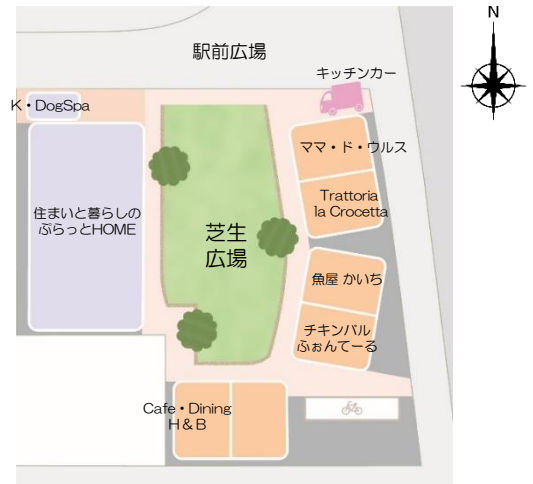 N
駅前広場
キッチンカー
K・DogSpa
ママ・ド・ウルス
Trattoria
la Crocetta
住まいと暮らしの
ぷらっとHOME
芝生
広場
魚屋 かいち
チキンバル
ふぉんてーる
Cafe・Dining
H&B